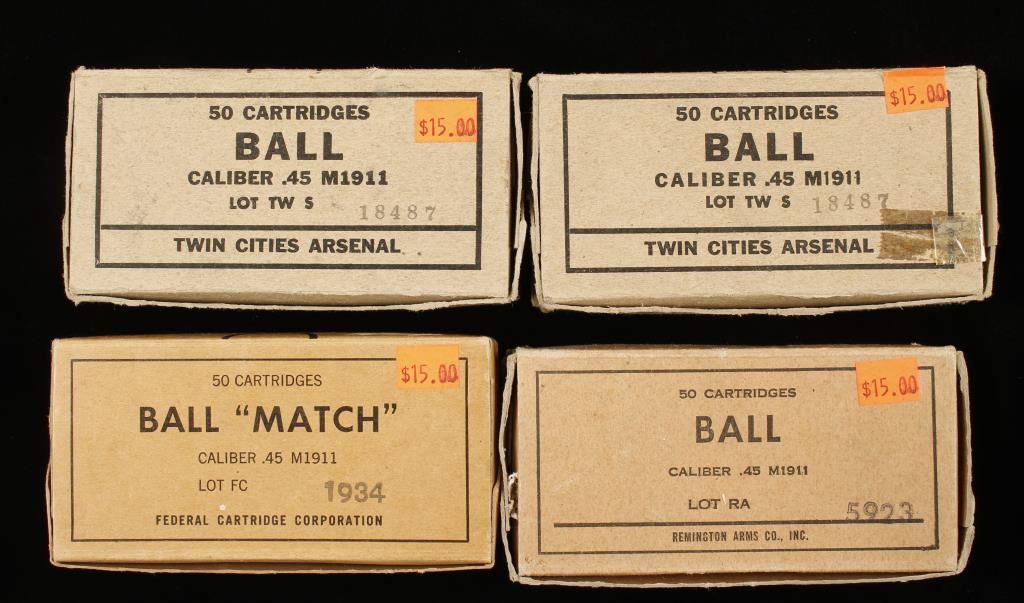 50 CARTRIDGES
$15.00
BALL
CALIBER .45 M1911
LOT TW S 18487
TWIN CITIES ARSENAL
50 CARTRIDGES
$15.00
BALL
CALIBER .45 M1911
LOT TW S 18487
TWIN CITIES ARSENAL
50 CARTRIDGES
$15.00
BALL “MATCH”
CALIBER .45 M1911
LOT FC 1934
FEDERAL CARTRIDGE CORPORATION
50 CARTRIDGES
$15.00
BALL
CALIBER .45 M1911
LOT RA 5923
REMINGTON ARMS CO., INC.